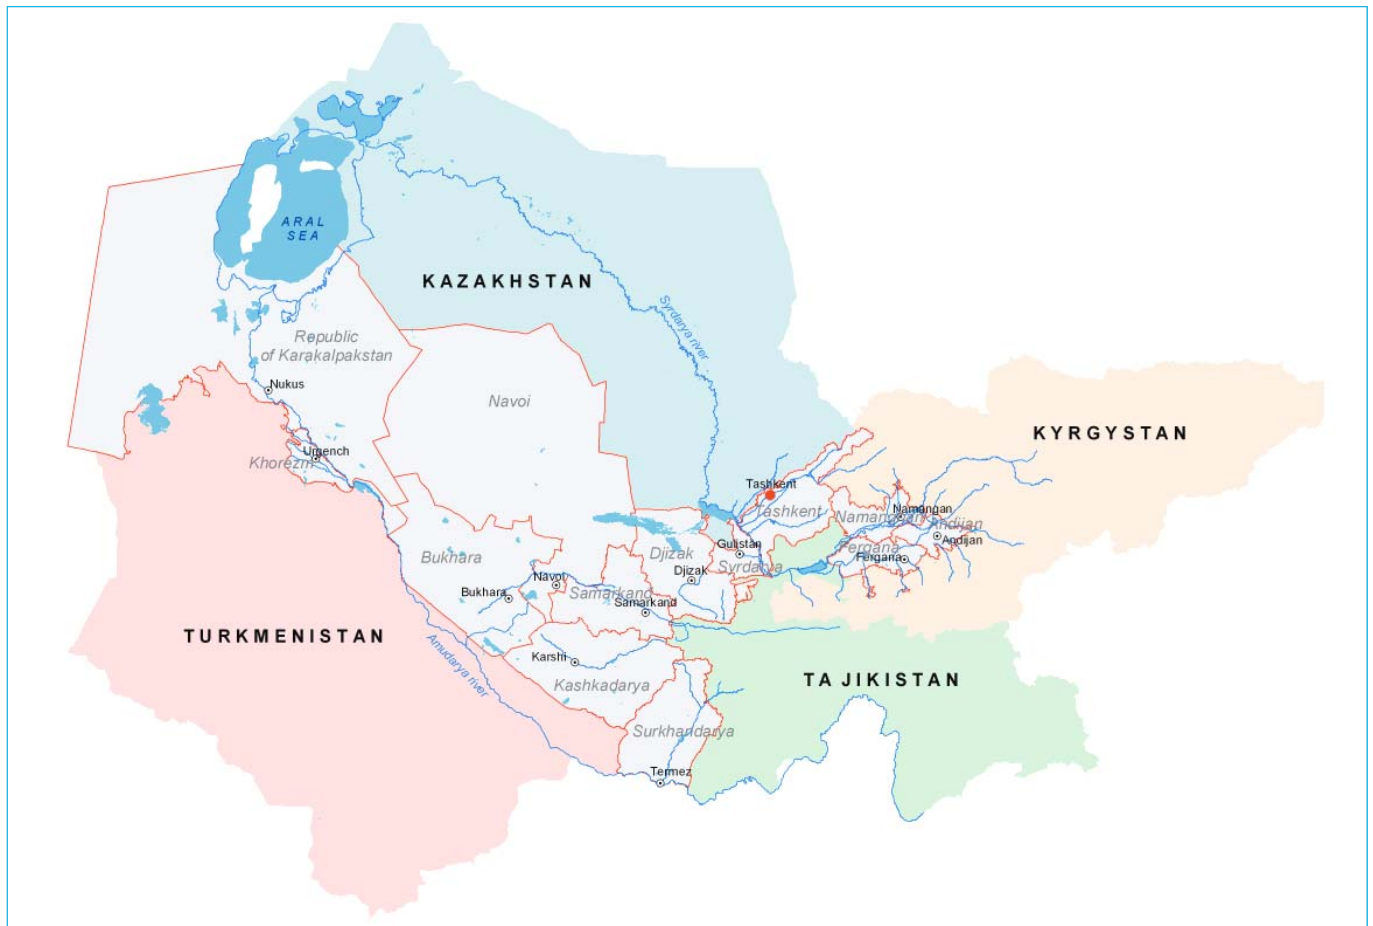 ARAL
SEA
KAZAKHSTAN
Syrdarya river
Republic
of Karakalpakstan
Nukus
Navoi
KYRGYSTAN
Urgench
Khorezm
Tashkent
Tashkent
Namangan
Namangan
Andijan
Andijan
Fergana
Fergana
Gulistan
Syrdarya
Djizak
Djizak
Bukhara
Bukhara
Navoi
Samarkand
Samarkand
TURKMENISTAN
Amudarya river
Karshi
Kashkadarya
TAJIKISTAN
Surkhandarya
Termez